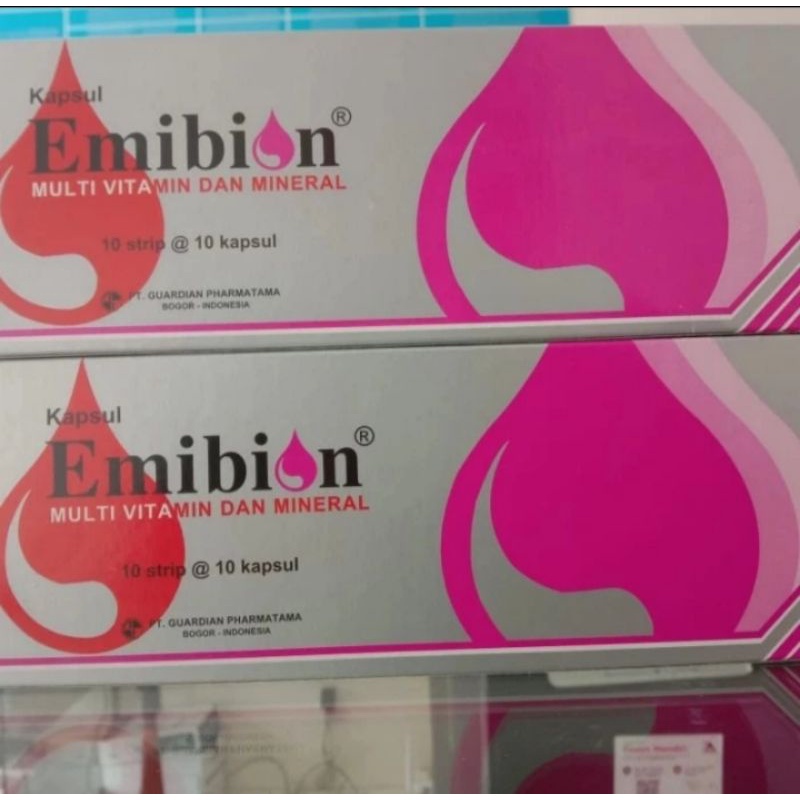 Kapsul
Emibion®
MULTI VITAMIN DAN MINERAL
10 strip @ 10 kapsul
PT. GUARDIAN PHARMATAMA
BOGOR - INDONESIA
Kapsul
Emibion®
MULTI VITAMIN DAN MINERAL
10 strip @ 10 kapsul
PT. GUARDIAN PHARMATAMA
BOGOR - INDONESIA